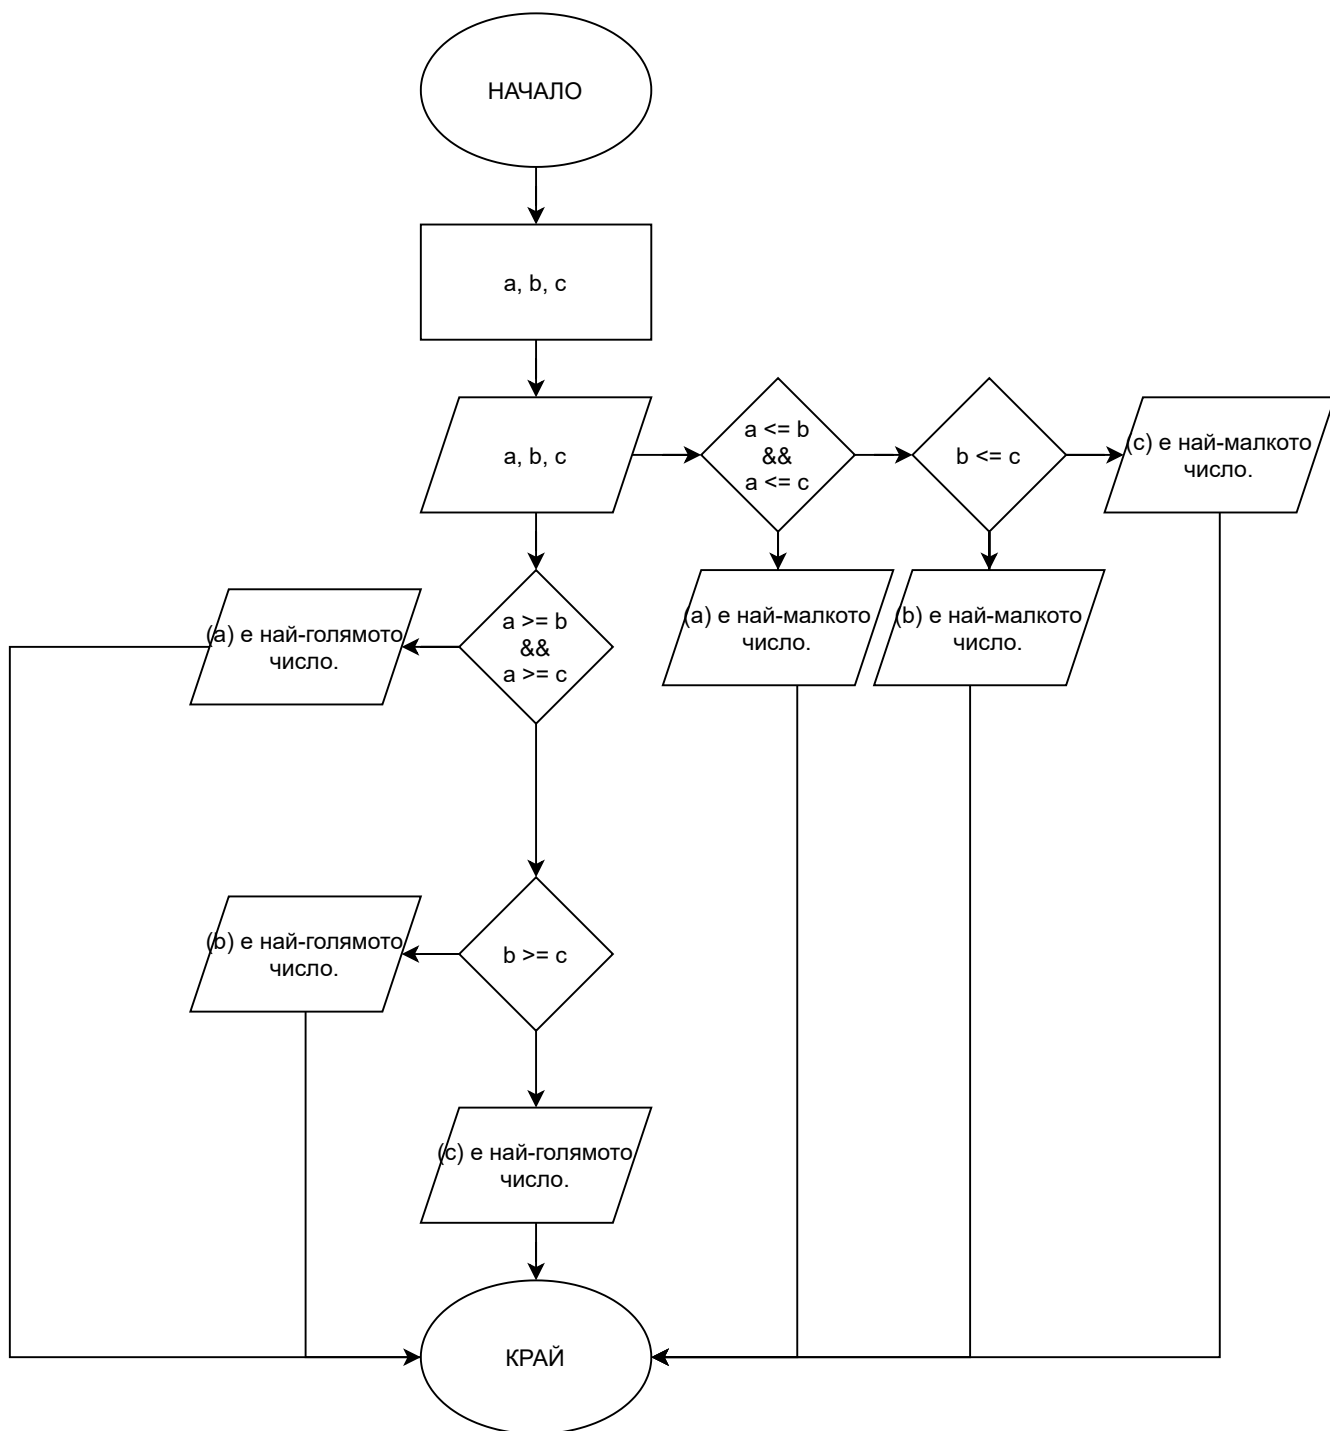 НАЧАЛО
a, b, c
a, b, c
a <= b
&&
a <= c
b <= c
(c) е най-малкото
число.
(a) е най-голямото
число.
a >= b
&&
a >= c
(a) е най-малкото
число.
(b) е най-малкото
число.
(b) е най-голямото
число.
b >= c
(c) е най-голямото
число.
КРАЙ